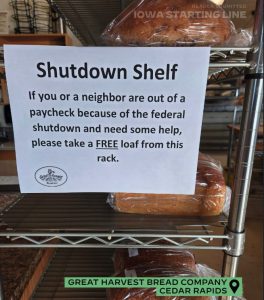 IOWA STARTING LINE
Shutdown Shelf
If you or a neighbor are out of a
paycheck because of the federal
shutdown and need some help,
please take a FREE loaf from this
rack.
GREAT HARVEST BREAD COMPANY
CEDAR RAPIDS